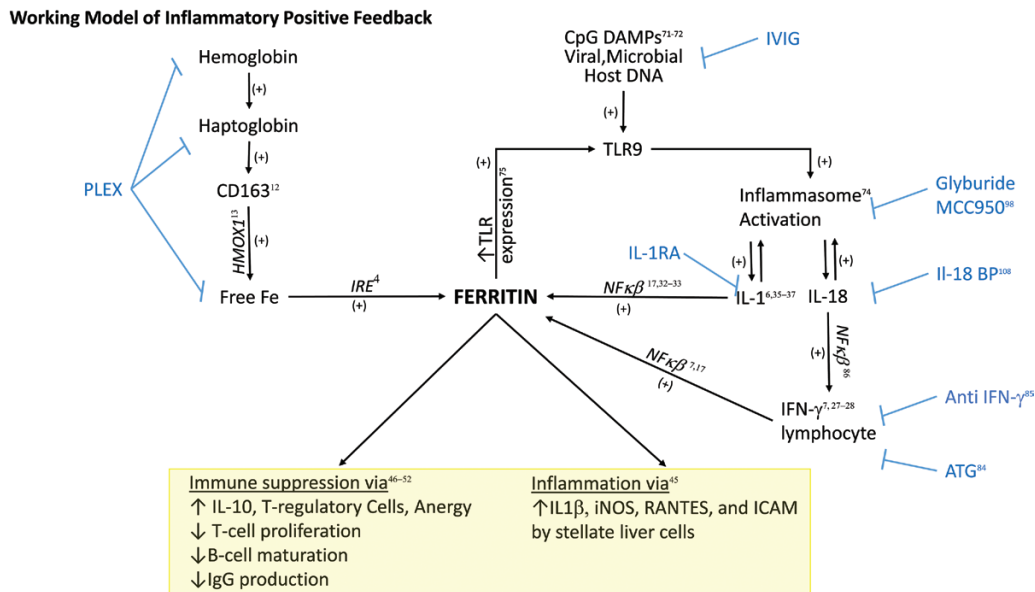 Working Model of Inflammatory Positive Feedback
Hemoglobin
(+)
Haptoglobin
(+)
CD163¹²
HMOX1¹³
(+)
Free Fe
PLEX
IRE⁴
(+)
FERRITIN
↑TLR
expression⁷⁵
(+)
CpG DAMPs⁷¹⁻⁷²
Viral,Microbial
Host DNA
IVIG
(+)
TLR9
(+)
Inflammasome⁷⁴
Activation
Glyburide
MCC950⁹⁸
(+)
(+)
IL-1RA
IL-1⁶,³⁵⁻³⁷
IL-18
Il-18 BP¹⁰⁸
NFκβ¹⁷,³²⁻³³
(+)
(+)
NFκβ⁸⁶
NFκβ⁷,¹⁷
(+)
IFN-γ⁷, ²⁷⁻²⁸
lymphocyte
Anti IFN-γ⁸⁵
ATG⁸⁴
Immune suppression via⁴⁶⁻⁵²
↑ IL-10, T-regulatory Cells, Anergy
↓ T-cell proliferation
↓B-cell maturation
↓IgG production
Inflammation via⁴⁵
↑IL1β, iNOS, RANTES, and ICAM
by stellate liver cells